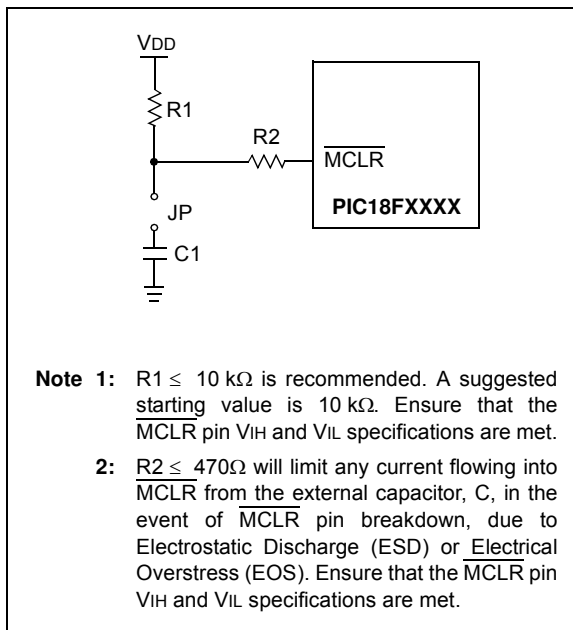 VDD
R1
R2
MCLR
JP
PIC18FXXXX
C1
Note 1: R1 ≤ 10 kΩ is recommended. A suggested
starting value is 10 kΩ. Ensure that the
MCLR pin VIH and VIL specifications are met.
2: R2 ≤ 470Ω will limit any current flowing into
MCLR from the external capacitor, C, in the
event of MCLR pin breakdown, due to
Electrostatic Discharge (ESD) or Electrical
Overstress (EOS). Ensure that the MCLR pin
VIH and VIL specifications are met.